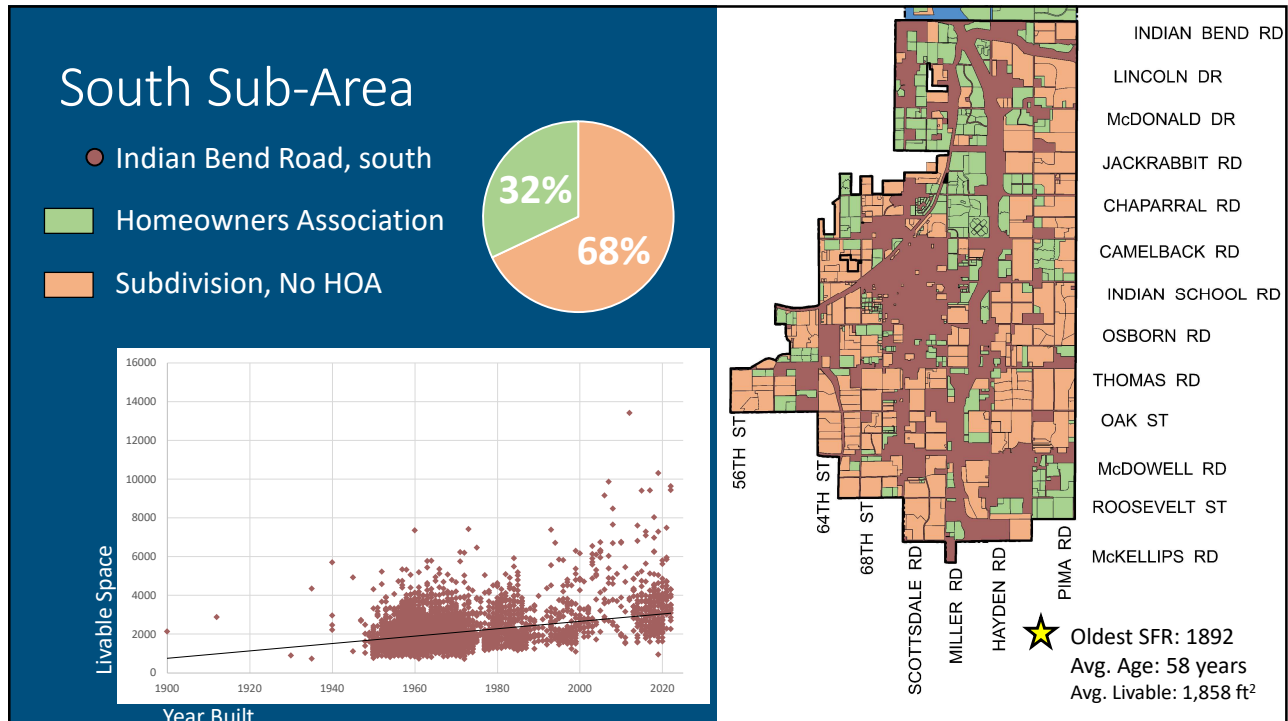 South Sub-Area
Indian Bend Road, south
Homeowners Association
Subdivision, No HOA
32%
68%
16000
14000
12000
10000
8000
6000
4000
2000
0
1900
1920
1940
1960
1980
2000
2020
Livable Space
Year Built
INDIAN BEND RD
LINCOLN DR
McDONALD DR
JACKRABBIT RD
CHAPARRAL RD
CAMELBACK RD
INDIAN SCHOOL RD
OSBORN RD
THOMAS RD
OAK ST
McDOWELL RD
ROOSEVELT ST
McKELLIPS RD
56TH ST
64TH ST
68TH ST
SCOTTSDALE RD
MILLER RD
HAYDEN RD
PIMA RD
Oldest SFR: 1892
Avg. Age: 58 years
Avg. Livable: 1,858 ft²